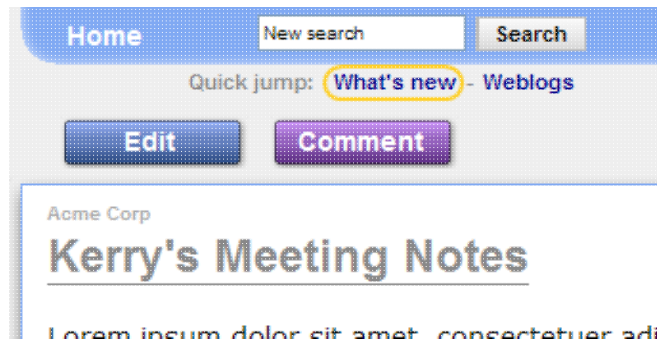 Home New search Search
Quick jump: What's new - Weblogs
Edit Comment
Acme Corp
Kerry's Meeting Notes
Lorem ipsum dolor sit amet, consectetuer adi